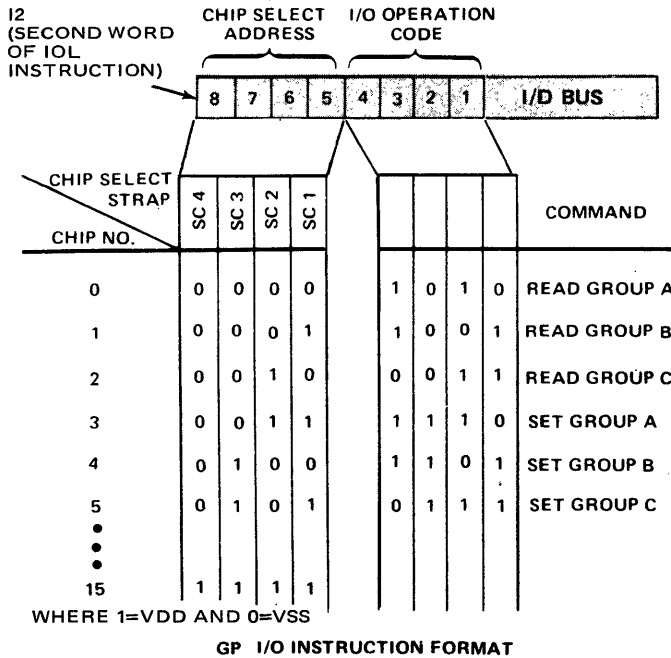 I2
(SECOND WORD
OF IOL
INSTRUCTION)
CHIP SELECT
ADDRESS
I/O OPERATION
CODE
8 7 6 5 4 3 2 1 I/D BUS
CHIP SELECT
STRAP
CHIP NO.
SC 4 SC 3 SC 2 SC 1
COMMAND
0 0 0 0 0 1 0 1 0 READ GROUP A
1 0 0 0 1 1 0 0 1 READ GROUP B
2 0 0 1 0 0 0 1 1 READ GROUP C
3 0 0 1 1 1 1 1 0 SET GROUP A
4 0 1 0 0 1 1 0 1 SET GROUP B
5 0 1 0 1 0 1 1 1 SET GROUP C
15 1 1 1 1
WHERE 1=VDD AND 0=VSS
GP I/O INSTRUCTION FORMAT